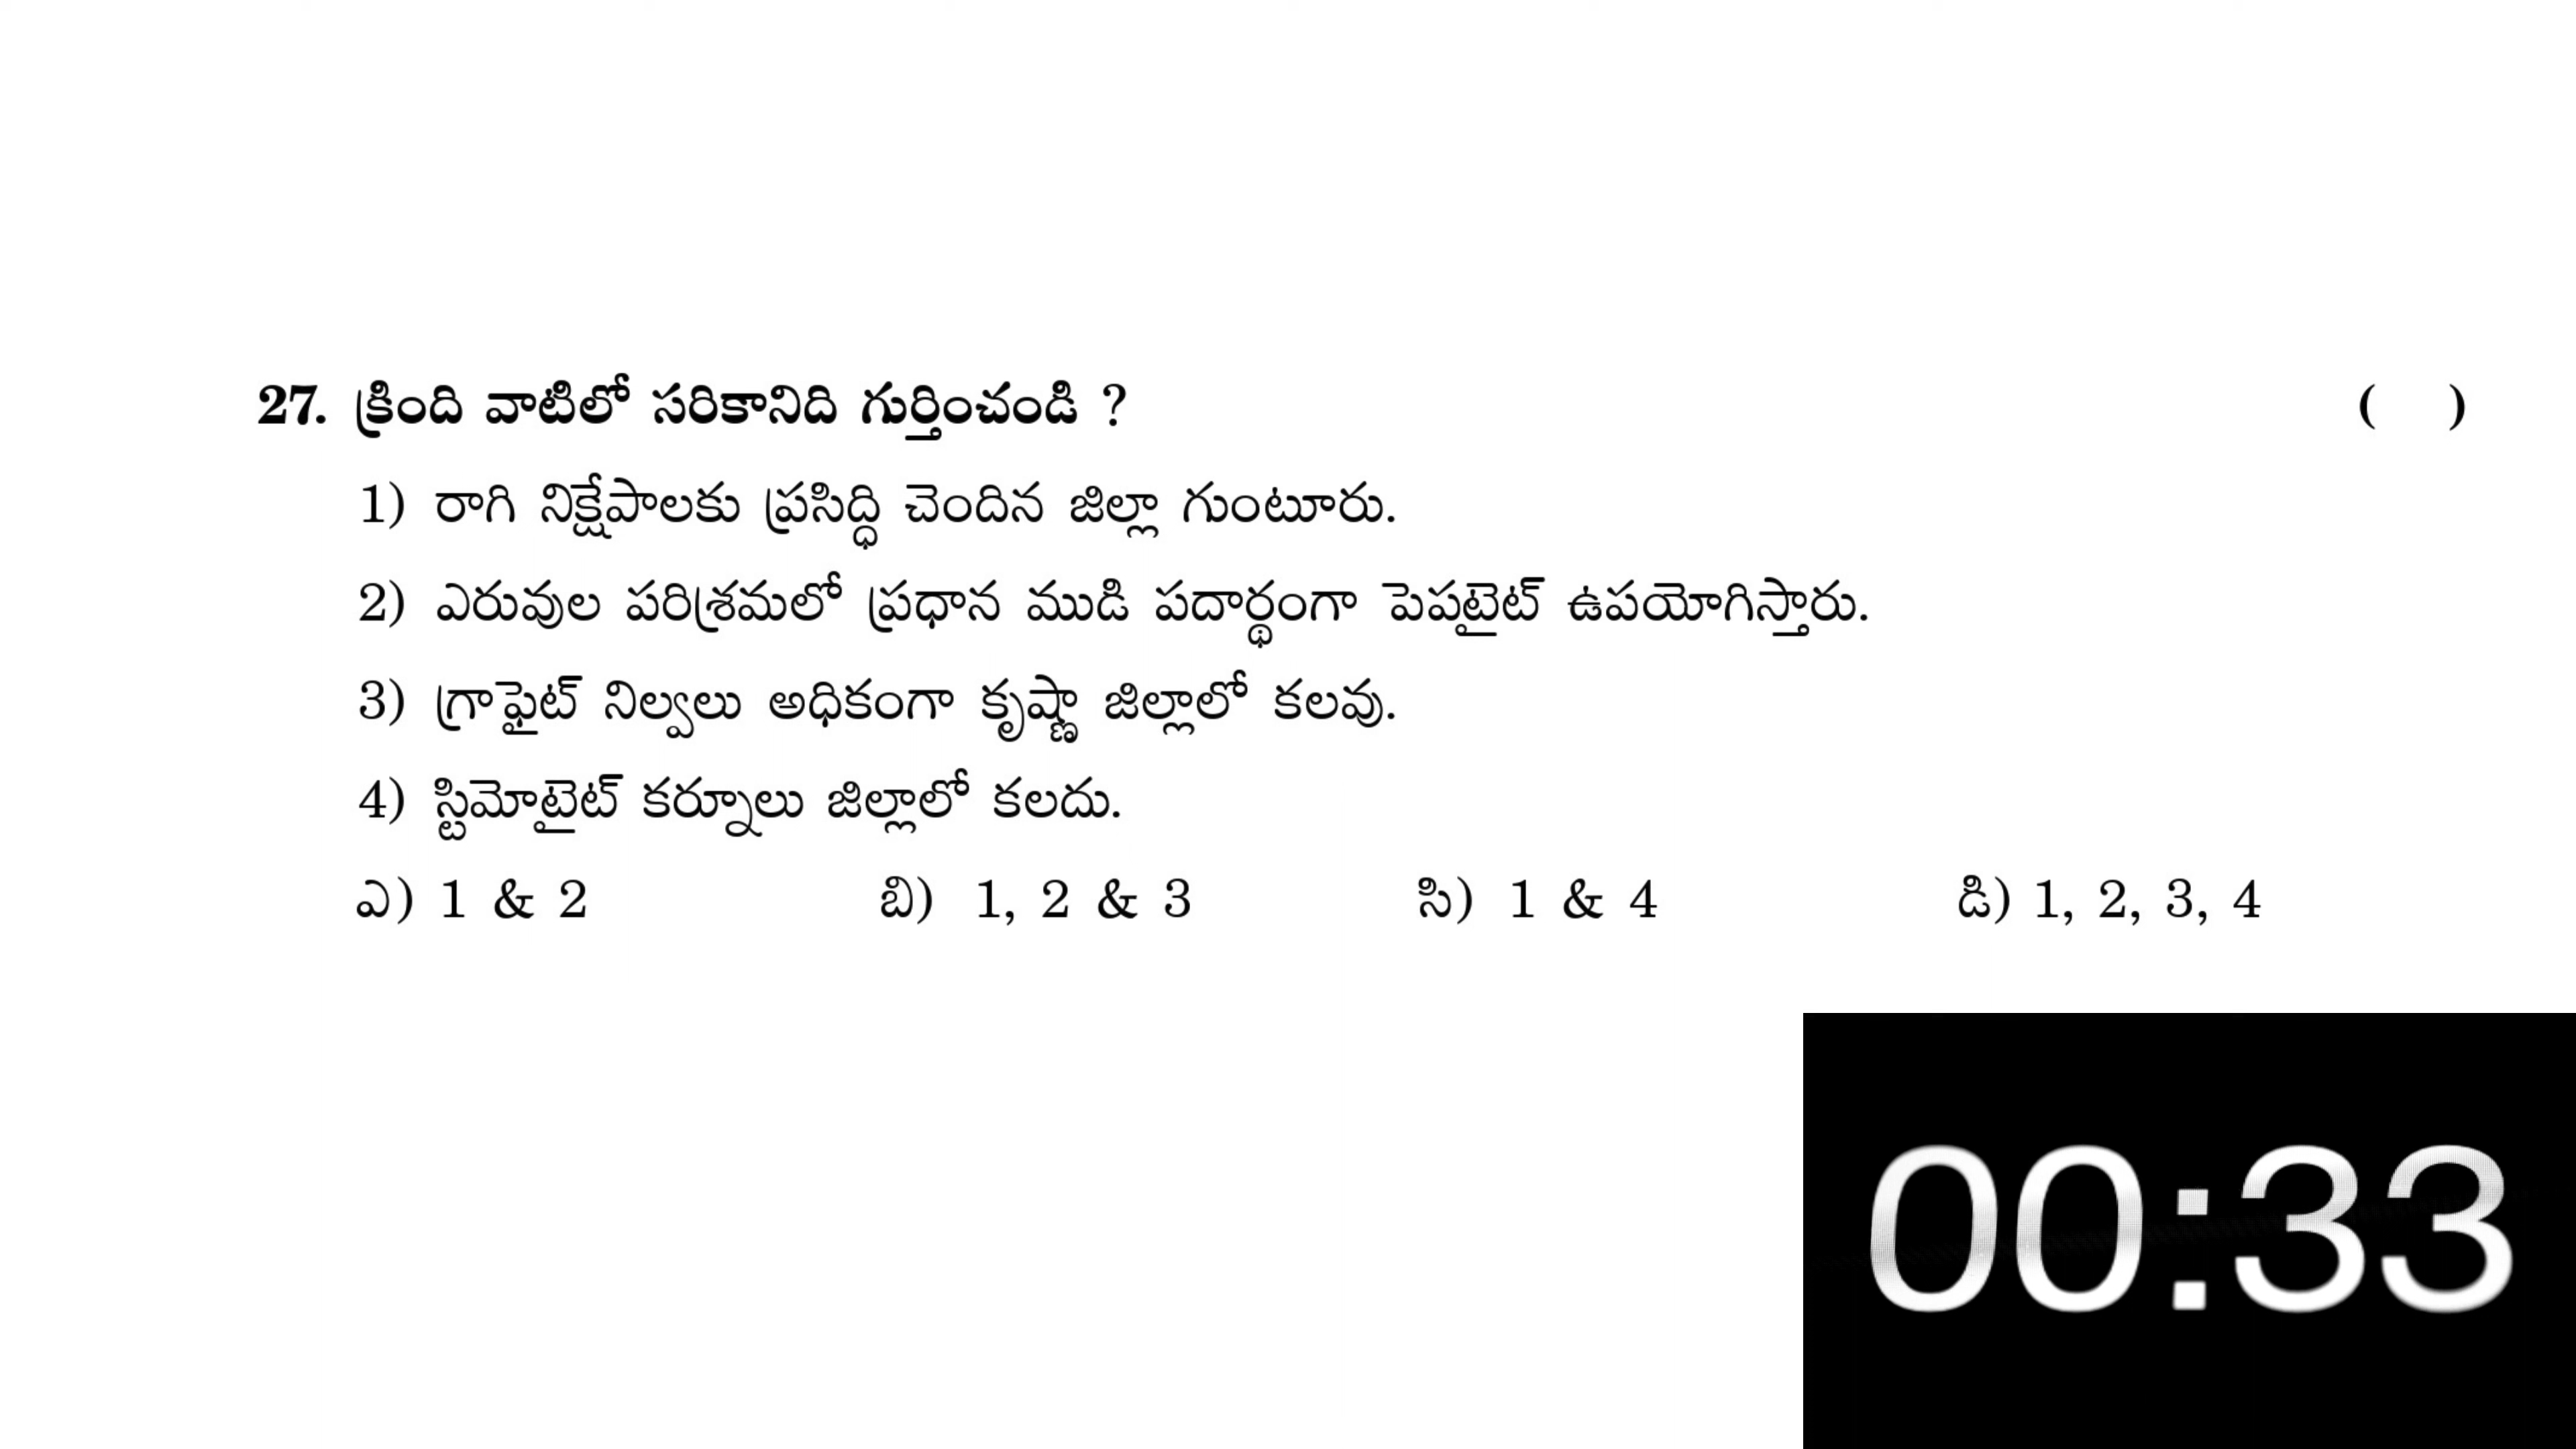 27. క్రింది వాటిలో సరికానిది గుర్తించండి ? ( )
1) రాగి నిక్షేపాలకు ప్రసిద్ధి చెందిన జిల్లా గుంటూరు.
2) ఎరువుల పరిశ్రమలో ప్రధాన ముడి పదార్థంగా పెపటైట్ ఉపయోగిస్తారు.
3) గ్రాఫైట్ నిల్వలు అధికంగా కృష్ణా జిల్లాలో కలవు.
4) స్టిమోటైట్ కర్నూలు జిల్లాలో కలదు.
ఎ) 1 & 2 బి) 1, 2 & 3 సి) 1 & 4 డి) 1, 2, 3, 4
00:33